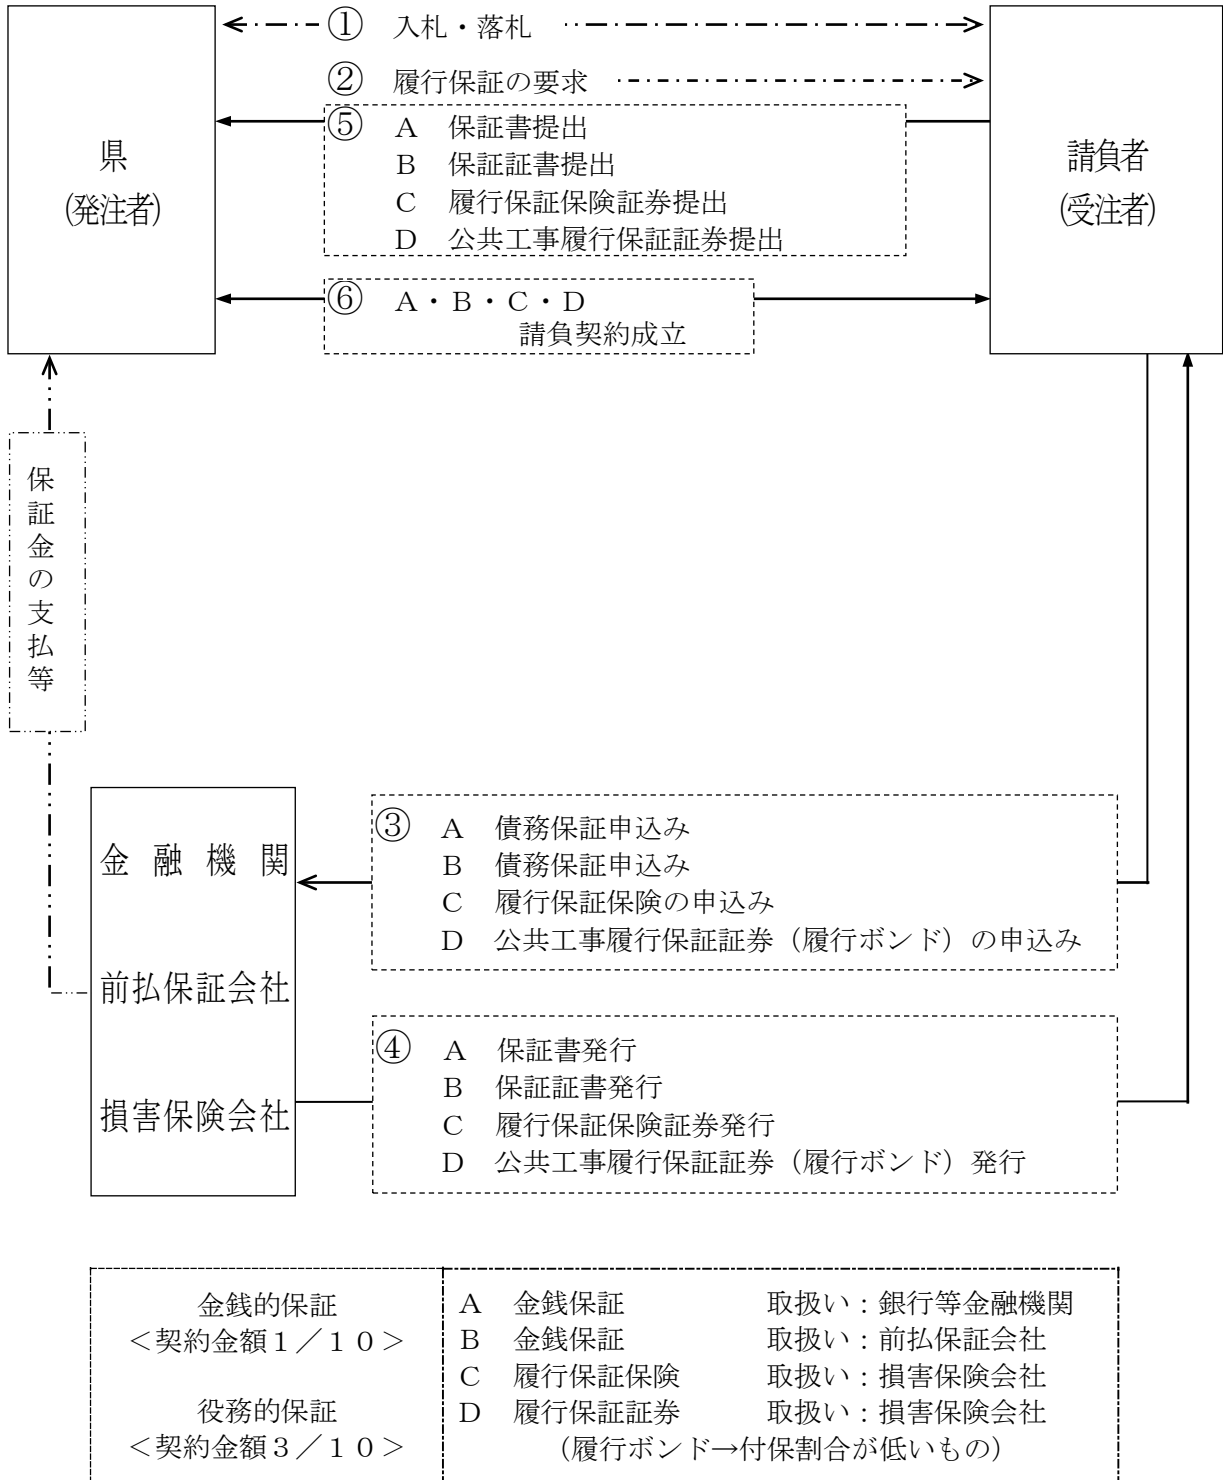 ① 入札・落札
② 履行保証の要求
県
(発注者)
⑤ A 保証書提出
B 保証証書提出
C 履行保証保険証券提出
D 公共工事履行保証証券提出
請負者
(受注者)
⑥ A・B・C・D
請負契約成立
保証金の支払等
金融機関
前払保証会社
損害保険会社
③ A 債務保証申込み
B 債務保証申込み
C 履行保証保険の申込み
D 公共工事履行保証証券（履行ボンド）の申込み
④ A 保証書発行
B 保証証書発行
C 履行保証保険証券発行
D 公共工事履行保証証券（履行ボンド）発行
金銭的保証
＜契約金額１／１０＞
役務的保証
＜契約金額３／１０＞
A 金銭保証 取扱い：銀行等金融機関
B 金銭保証 取扱い：前払保証会社
C 履行保証保険 取扱い：損害保険会社
D 履行保証証券 取扱い：損害保険会社
（履行ボンド→付保割合が低いもの）